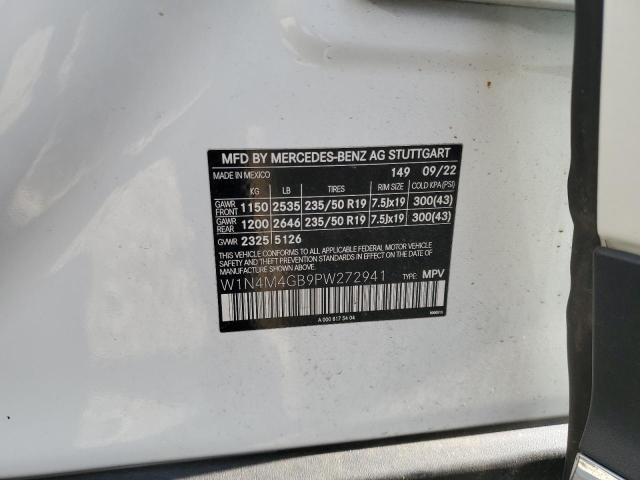 MFD BY MERCEDES-BENZ AG STUTTGART
MADE IN MEXICO 149 09/22
KG LB TIRES RIM SIZE COLD KPA(PSI)
GAWR FRONT 1150 2535 235/50 R19 7.5Jx19 300(43)
GAWR REAR 1200 2646 235/50 R19 7.5Jx19 300(43)
GVWR 2325 5126
THIS VEHICLE CONFORMS TO ALL APPLICABLE FEDERAL MOTOR VEHICLE
SAFETY AND THEFT PREVENTION STANDARDS IN EFFECT ON THE DATE OF
MANUFACTURE SHOWN ABOVE.
W1N4M4GB9PW272941 TYPE: MPV
A 000 817 54 04